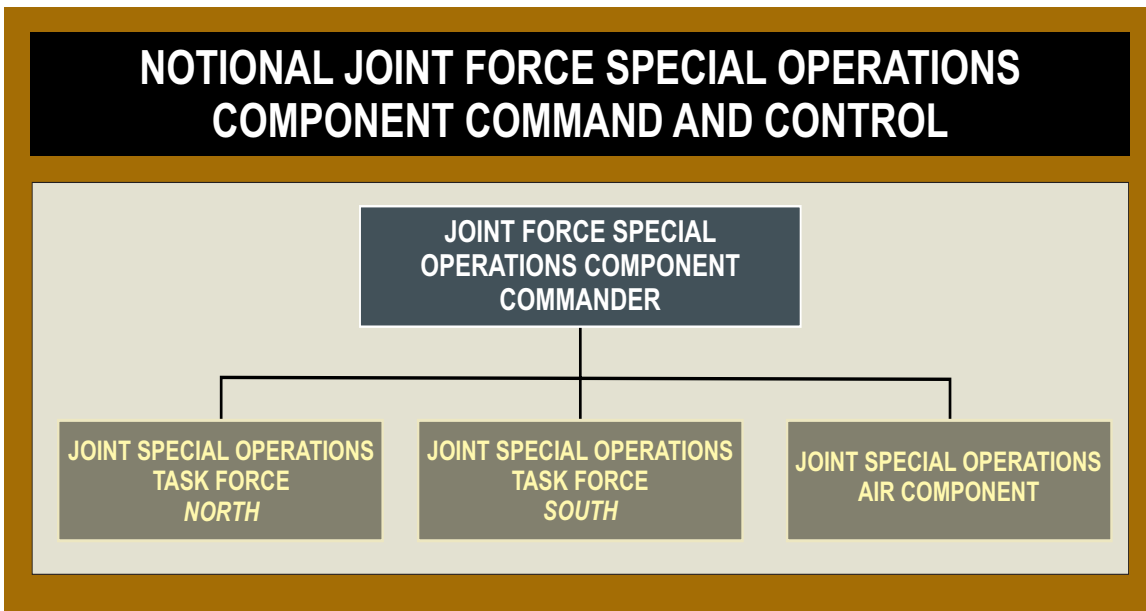 NOTIONAL JOINT FORCE SPECIAL OPERATIONS
COMPONENT COMMAND AND CONTROL
JOINT FORCE SPECIAL
OPERATIONS COMPONENT
COMMANDER
JOINT SPECIAL OPERATIONS
TASK FORCE
NORTH
JOINT SPECIAL OPERATIONS
TASK FORCE
SOUTH
JOINT SPECIAL OPERATIONS
AIR COMPONENT